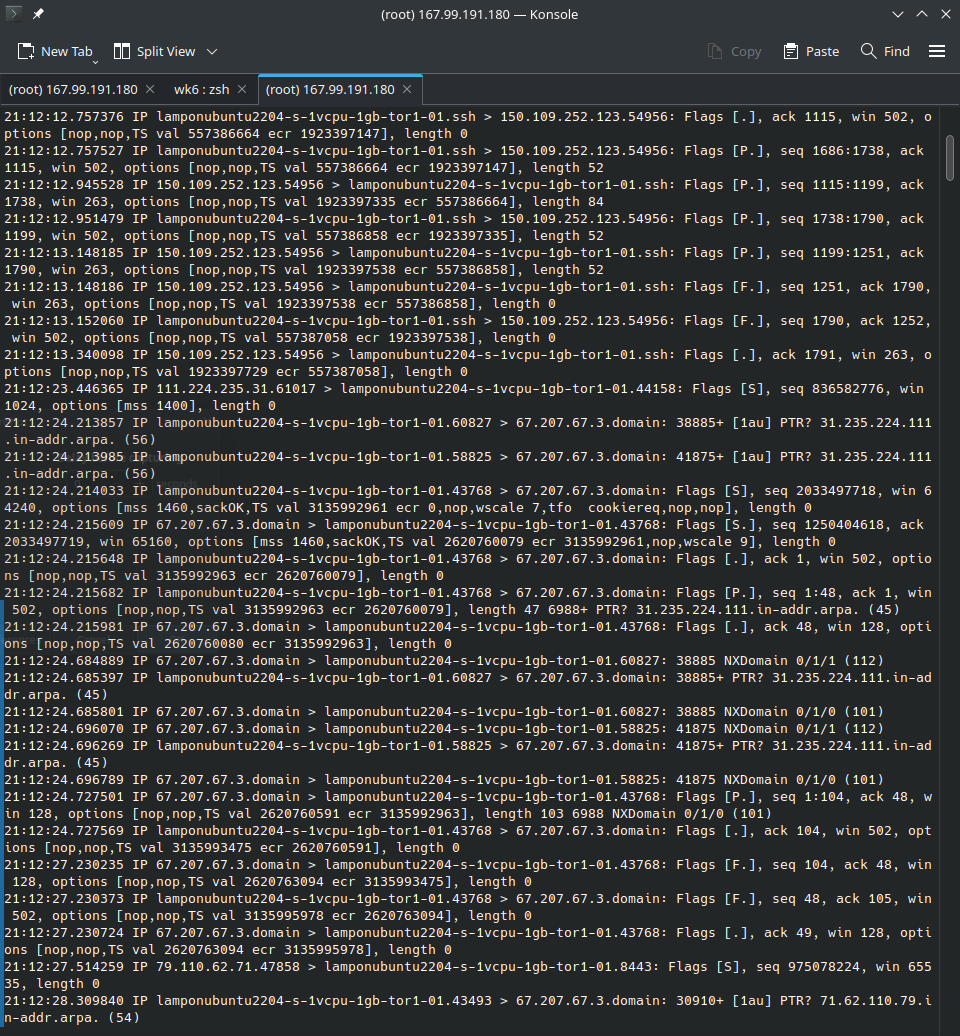 (root) 167.99.191.180 — Konsole
New Tab Split View Copy Paste Find
(root) 167.99.191.180 wk6 : zsh (root) 167.99.191.180
21:12:12.757376 IP lamponubuntu2204-s-1vcpu-1gb-tor1-01.ssh > 150.109.252.123.54956: Flags [.], ack 1115, win 502, o
ptions [nop,nop,TS val 557386664 ecr 1923397147], length 0
21:12:12.757527 IP lamponubuntu2204-s-1vcpu-1gb-tor1-01.ssh > 150.109.252.123.54956: Flags [P.], seq 1686:1738, ack
1115, win 502, options [nop,nop,TS val 557386664 ecr 1923397147], length 52
21:12:12.945528 IP 150.109.252.123.54956 > lamponubuntu2204-s-1vcpu-1gb-tor1-01.ssh: Flags [P.], seq 1115:1199, ack
1738, win 263, options [nop,nop,TS val 1923397335 ecr 557386664], length 84
21:12:12.951479 IP lamponubuntu2204-s-1vcpu-1gb-tor1-01.ssh > 150.109.252.123.54956: Flags [P.], seq 1738:1790, ack
1199, win 502, options [nop,nop,TS val 557386858 ecr 1923397335], length 52
21:12:13.148185 IP 150.109.252.123.54956 > lamponubuntu2204-s-1vcpu-1gb-tor1-01.ssh: Flags [P.], seq 1199:1251, ack
1790, win 263, options [nop,nop,TS val 1923397538 ecr 557386858], length 52
21:12:13.148186 IP 150.109.252.123.54956 > lamponubuntu2204-s-1vcpu-1gb-tor1-01.ssh: Flags [F.], seq 1251, ack 1790,
win 263, options [nop,nop,TS val 1923397538 ecr 557386858], length 0
21:12:13.152060 IP lamponubuntu2204-s-1vcpu-1gb-tor1-01.ssh > 150.109.252.123.54956: Flags [F.], seq 1790, ack 1252,
win 502, options [nop,nop,TS val 557387058 ecr 1923397538], length 0
21:12:13.340098 IP 150.109.252.123.54956 > lamponubuntu2204-s-1vcpu-1gb-tor1-01.ssh: Flags [.], ack 1791, win 263, o
ptions [nop,nop,TS val 1923397729 ecr 557387058], length 0
21:12:23.446365 IP 111.224.235.31.61017 > lamponubuntu2204-s-1vcpu-1gb-tor1-01.44158: Flags [S], seq 836582776, win
1024, options [mss 1400], length 0
21:12:24.213857 IP lamponubuntu2204-s-1vcpu-1gb-tor1-01.60827 > 67.207.67.3.domain: 38885+ [1au] PTR? 31.235.224.111
.in-addr.arpa. (56)
21:12:24.213985 IP lamponubuntu2204-s-1vcpu-1gb-tor1-01.58825 > 67.207.67.3.domain: 41875+ [1au] PTR? 31.235.224.111
.in-addr.arpa. (56)
21:12:24.214033 IP lamponubuntu2204-s-1vcpu-1gb-tor1-01.43768 > 67.207.67.3.domain: Flags [S], seq 2033497718, win 6
4240, options [mss 1460,sackOK,TS val 3135992961 ecr 0,nop,wscale 7,tfo  cookiereq,nop,nop], length 0
21:12:24.215609 IP 67.207.67.3.domain > lamponubuntu2204-s-1vcpu-1gb-tor1-01.43768: Flags [S.], seq 1250404618, ack
2033497719, win 65160, options [mss 1460,sackOK,TS val 2620760079 ecr 3135992961,nop,wscale 9], length 0
21:12:24.215648 IP lamponubuntu2204-s-1vcpu-1gb-tor1-01.43768 > 67.207.67.3.domain: Flags [.], ack 1, win 502, optio
ns [nop,nop,TS val 3135992963 ecr 2620760079], length 0
21:12:24.215682 IP lamponubuntu2204-s-1vcpu-1gb-tor1-01.43768 > 67.207.67.3.domain: Flags [P.], seq 1:48, ack 1, win
502, options [nop,nop,TS val 3135992963 ecr 2620760079], length 47 6988+ PTR? 31.235.224.111.in-addr.arpa. (45)
21:12:24.215981 IP 67.207.67.3.domain > lamponubuntu2204-s-1vcpu-1gb-tor1-01.43768: Flags [.], ack 48, win 128, opti
ons [nop,nop,TS val 2620760080 ecr 3135992963], length 0
21:12:24.684889 IP 67.207.67.3.domain > lamponubuntu2204-s-1vcpu-1gb-tor1-01.60827: 38885 NXDomain 0/1/1 (112)
21:12:24.685397 IP lamponubuntu2204-s-1vcpu-1gb-tor1-01.60827 > 67.207.67.3.domain: 38885+ PTR? 31.235.224.111.in-ad
dr.arpa. (45)
21:12:24.685801 IP 67.207.67.3.domain > lamponubuntu2204-s-1vcpu-1gb-tor1-01.60827: 38885 NXDomain 0/1/0 (101)
21:12:24.696070 IP 67.207.67.3.domain > lamponubuntu2204-s-1vcpu-1gb-tor1-01.58825: 41875 NXDomain 0/1/1 (112)
21:12:24.696269 IP lamponubuntu2204-s-1vcpu-1gb-tor1-01.58825 > 67.207.67.3.domain: 41875+ PTR? 31.235.224.111.in-ad
dr.arpa. (45)
21:12:24.696789 IP 67.207.67.3.domain > lamponubuntu2204-s-1vcpu-1gb-tor1-01.58825: 41875 NXDomain 0/1/0 (101)
21:12:24.727501 IP 67.207.67.3.domain > lamponubuntu2204-s-1vcpu-1gb-tor1-01.43768: Flags [P.], seq 1:104, ack 48, w
in 128, options [nop,nop,TS val 2620760591 ecr 3135992963], length 103 6988 NXDomain 0/1/0 (101)
21:12:24.727569 IP lamponubuntu2204-s-1vcpu-1gb-tor1-01.43768 > 67.207.67.3.domain: Flags [.], ack 104, win 502, opt
ions [nop,nop,TS val 3135993475 ecr 2620760591], length 0
21:12:27.230235 IP 67.207.67.3.domain > lamponubuntu2204-s-1vcpu-1gb-tor1-01.43768: Flags [F.], seq 104, ack 48, win
128, options [nop,nop,TS val 2620763094 ecr 3135993475], length 0
21:12:27.230373 IP lamponubuntu2204-s-1vcpu-1gb-tor1-01.43768 > 67.207.67.3.domain: Flags [F.], seq 48, ack 105, win
502, options [nop,nop,TS val 3135995978 ecr 2620763094], length 0
21:12:27.230724 IP 67.207.67.3.domain > lamponubuntu2204-s-1vcpu-1gb-tor1-01.43768: Flags [.], ack 49, win 128, opti
ons [nop,nop,TS val 2620763094 ecr 3135995978], length 0
21:12:27.514259 IP 79.110.62.71.47858 > lamponubuntu2204-s-1vcpu-1gb-tor1-01.8443: Flags [S], seq 975078224, win 655
35, length 0
21:12:28.309840 IP lamponubuntu2204-s-1vcpu-1gb-tor1-01.43493 > 67.207.67.3.domain: 30910+ [1au] PTR? 71.62.110.79.i
n-addr.arpa. (54)